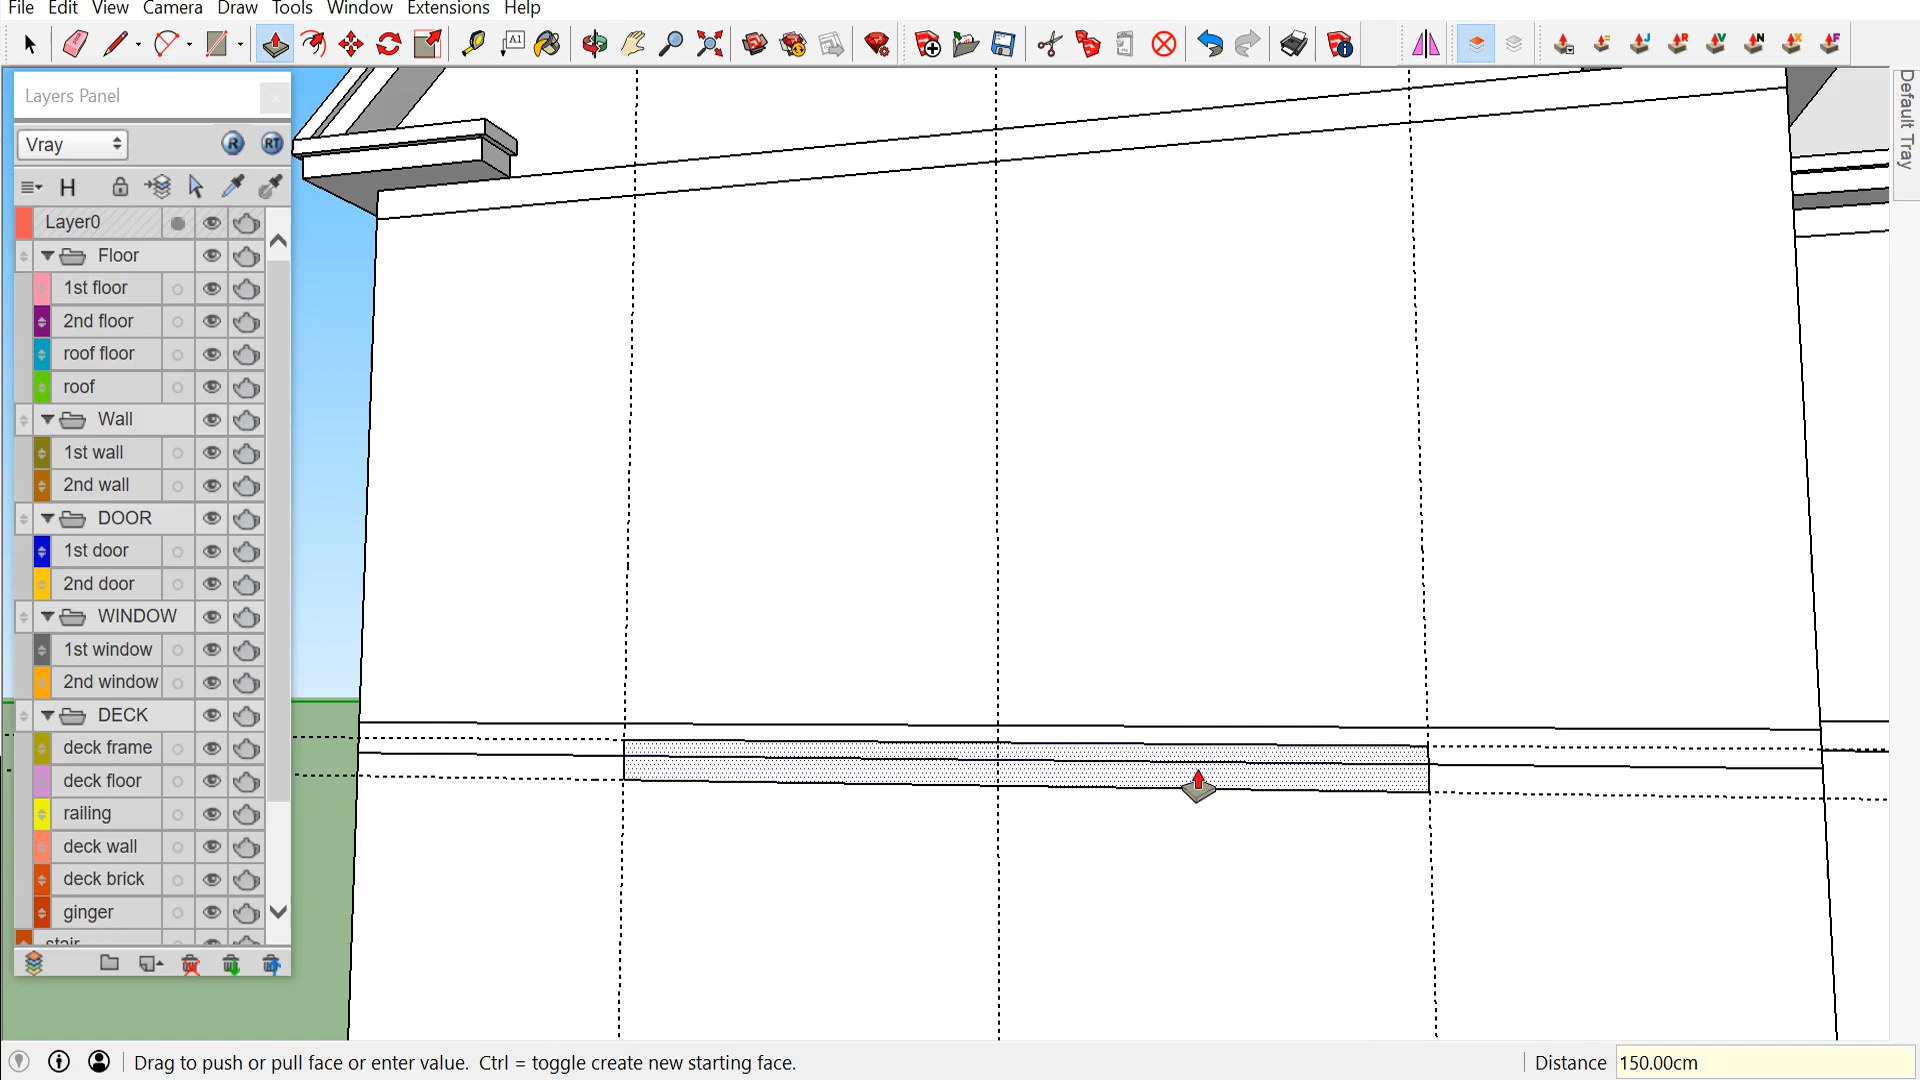 File Edit View Camera Draw Tools Window Extensions Help
A1
J R V N X F
Layers Panel
Vray R RT
H
Layer0
Floor
1st floor
2nd floor
roof floor
roof
Wall
1st wall
2nd wall
DOOR
1st door
2nd door
WINDOW
1st window
2nd window
DECK
deck frame
deck floor
railing
deck wall
deck brick
ginger
stair
Default Tray
Drag to push or pull face or enter value. Ctrl = toggle create new starting face. Distance 150.00cm